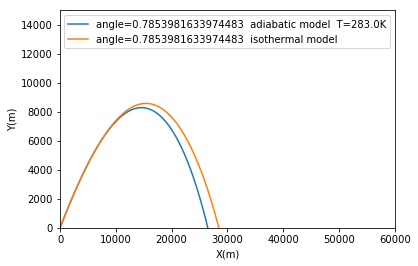 angle=0.7853981633974483  adiabatic model  T=283.0K
angle=0.7853981633974483  isothermal model
14000
12000
10000
8000
6000
4000
2000
0
Y(m)
0 10000 20000 30000 40000 50000 60000
X(m)